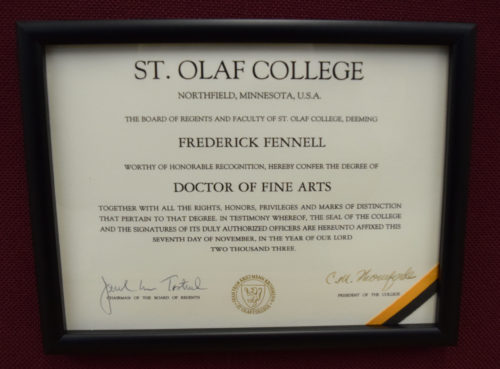 ST. OLAF COLLEGE
NORTHFIELD, MINNESOTA, U.S.A.
THE BOARD OF REGENTS AND FACULTY OF ST. OLAF COLLEGE, DEEMING
FREDERICK FENNELL
WORTHY OF HONORABLE RECOGNITION, HEREBY CONFER THE DEGREE OF
DOCTOR OF FINE ARTS
TOGETHER WITH ALL THE RIGHTS, HONORS, PRIVILEGES AND MARKS OF DISTINCTION
THAT PERTAIN TO THAT DEGREE. IN TESTIMONY WHEREOF, THE SEAL OF THE COLLEGE
AND THE SIGNATURES OF ITS DULY AUTHORIZED OFFICERS ARE HEREUNTO AFFIXED THIS
SEVENTH DAY OF NOVEMBER, IN THE YEAR OF OUR LORD
TWO THOUSAND THREE.
CHAIRMAN OF THE BOARD OF REGENTS
PRESIDENT OF THE COLLEGE